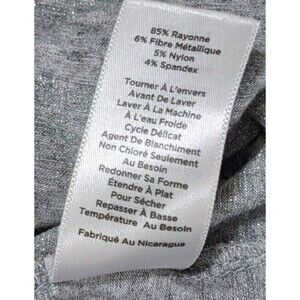 85% Rayonne
6% Fibre Métallique
5% Nylon
4% Spandex
Tourner À L'envers
Avant De Laver
Laver À La Machine
À L'eau Froide
Cycle Délicat
Agent De Blanchiment
Non Chloré Seulement
Au Besoin
Redonner Sa Forme
Étendre À Plat
Pour Sécher
Repasser À Basse
Température Au Besoin
Fabriqué Au Nicaragua